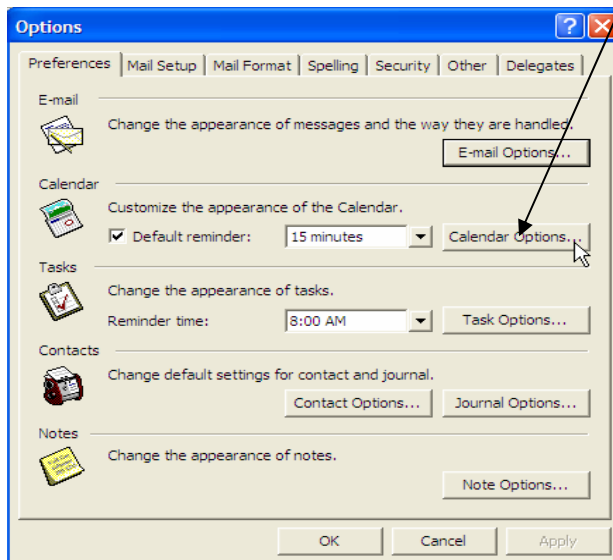 Options
Preferences Mail Setup Mail Format Spelling Security Other Delegates
E-mail
Change the appearance of messages and the way they are handled.
E-mail Options...
Calendar
Customize the appearance of the Calendar.
Default reminder: 15 minutes Calendar Options...
Tasks
Change the appearance of tasks.
Reminder time: 8:00 AM Task Options...
Contacts
Change default settings for contact and journal.
Contact Options... Journal Options...
Notes
Change the appearance of notes.
Note Options...
OK Cancel Apply